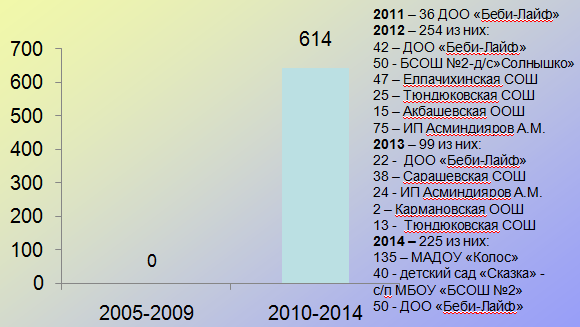 700
600
500
400
300
200
100
0
614
0
2005-2009
2010-2014
2011 – 36 ДОО «Беби-Лайф»
2012 – 254 из них:
42 – ДОО «Беби-Лайф»
50 - БСОШ №2-д/с»Солнышко»
47 – Елпачихинская СОШ
25 – Тюндюковская СОШ
15 – Акбашевская ООШ
75 – ИП Асминдияров А.М.
2013 – 99 из них:
22 - ДОО «Беби-Лайф»
38 – Сарашевская СОШ
24 - ИП Асминдияров А.М.
2 – Кармановская ООШ
13 - Тюндюковская СОШ
2014 – 225 из них:
135 – МАДОУ «Колос»
40 - детский сад «Сказка» -
с/п МБОУ «БСОШ №2»
50 - ДОО «Беби-Лайф»